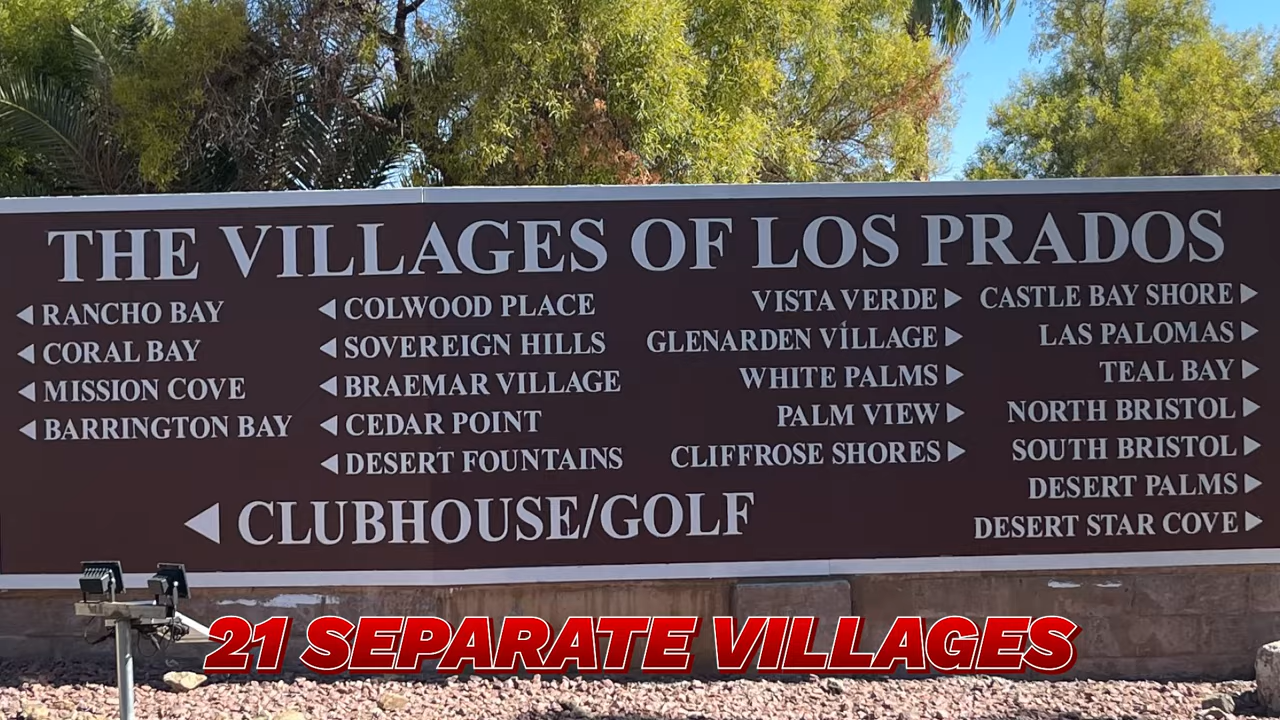 THE VILLAGES OF LOS PRADOS
◀ RANCHO BAY
◀ CORAL BAY
◀ MISSION COVE
◀ BARRINGTON BAY
◀ COLWOOD PLACE
◀ SOVEREIGN HILLS
◀ BRAEMAR VILLAGE
◀ CEDAR POINT
◀ DESERT FOUNTAINS
VISTA VERDE ▶
GLENARDEN VILLAGE ▶
WHITE PALMS ▶
PALM VIEW ▶
CLIFFROSE SHORES ▶
CASTLE BAY SHORE ▶
LAS PALOMAS ▶
TEAL BAY ▶
NORTH BRISTOL ▶
SOUTH BRISTOL ▶
DESERT PALMS ▶
DESERT STAR COVE ▶
◀ CLUBHOUSE/GOLF
21 SEPARATE VILLAGES